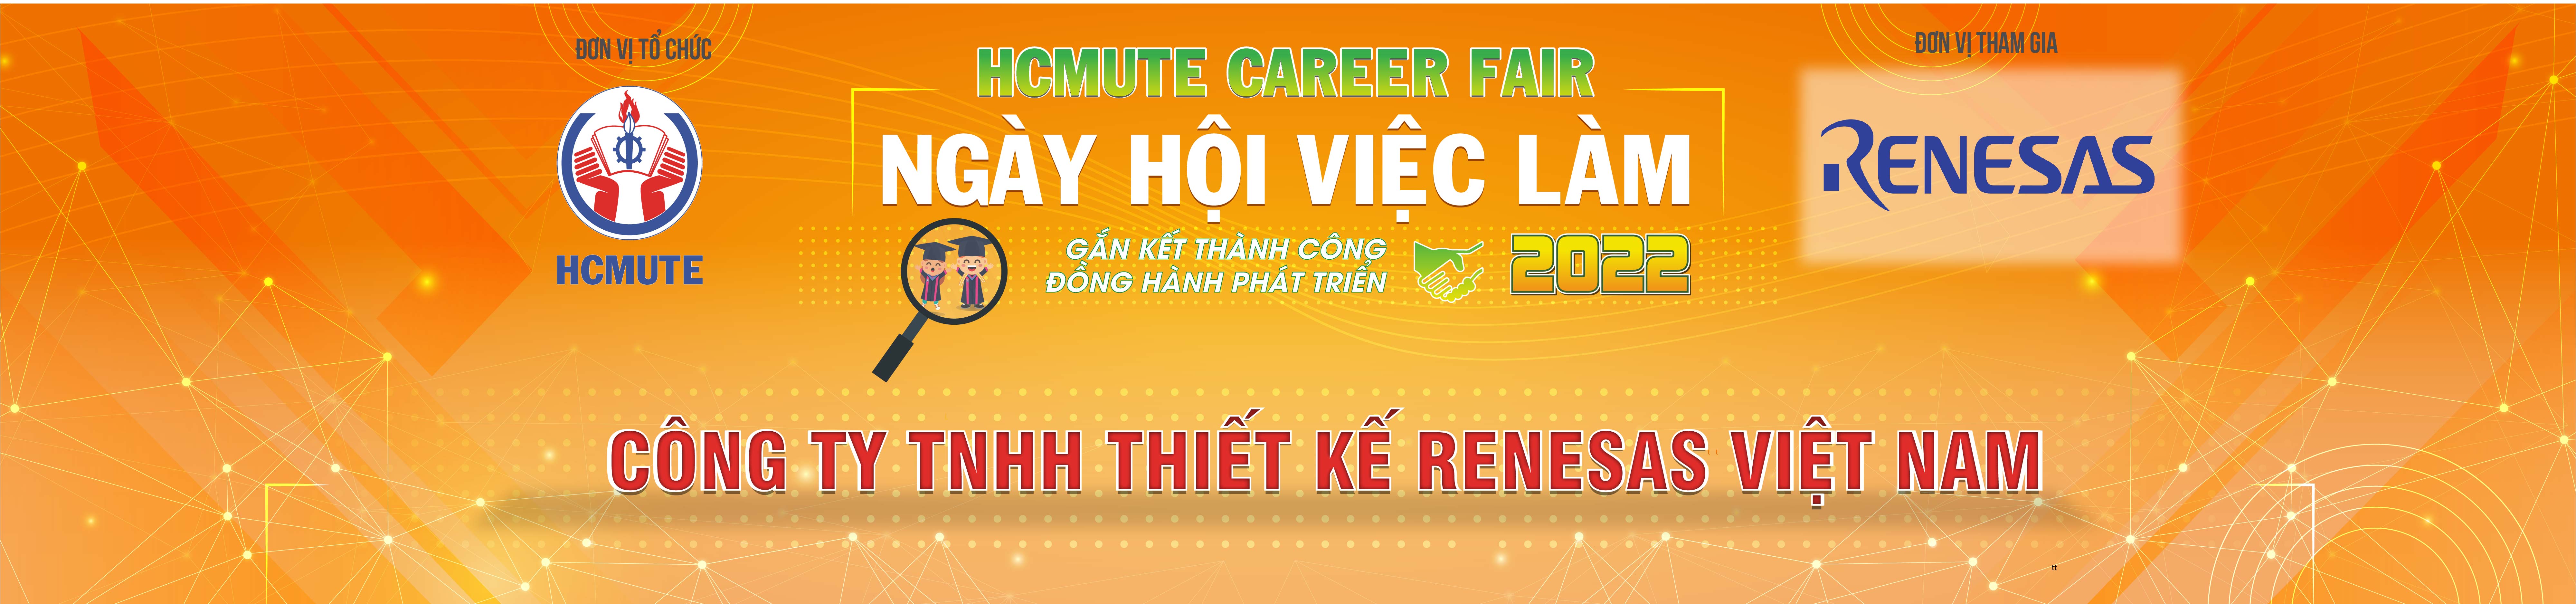 ĐƠN VỊ TỔ CHỨC
HCMUTE
HCMUTE CAREER FAIR
NGÀY HỘI VIỆC LÀM
GẮN KẾT THÀNH CÔNG
ĐỒNG HÀNH PHÁT TRIỂN
2022
ĐƠN VỊ THAM GIA
RENESAS
CÔNG TY TNHH THIẾT KẾ RENESAS VIỆT NAM
tt